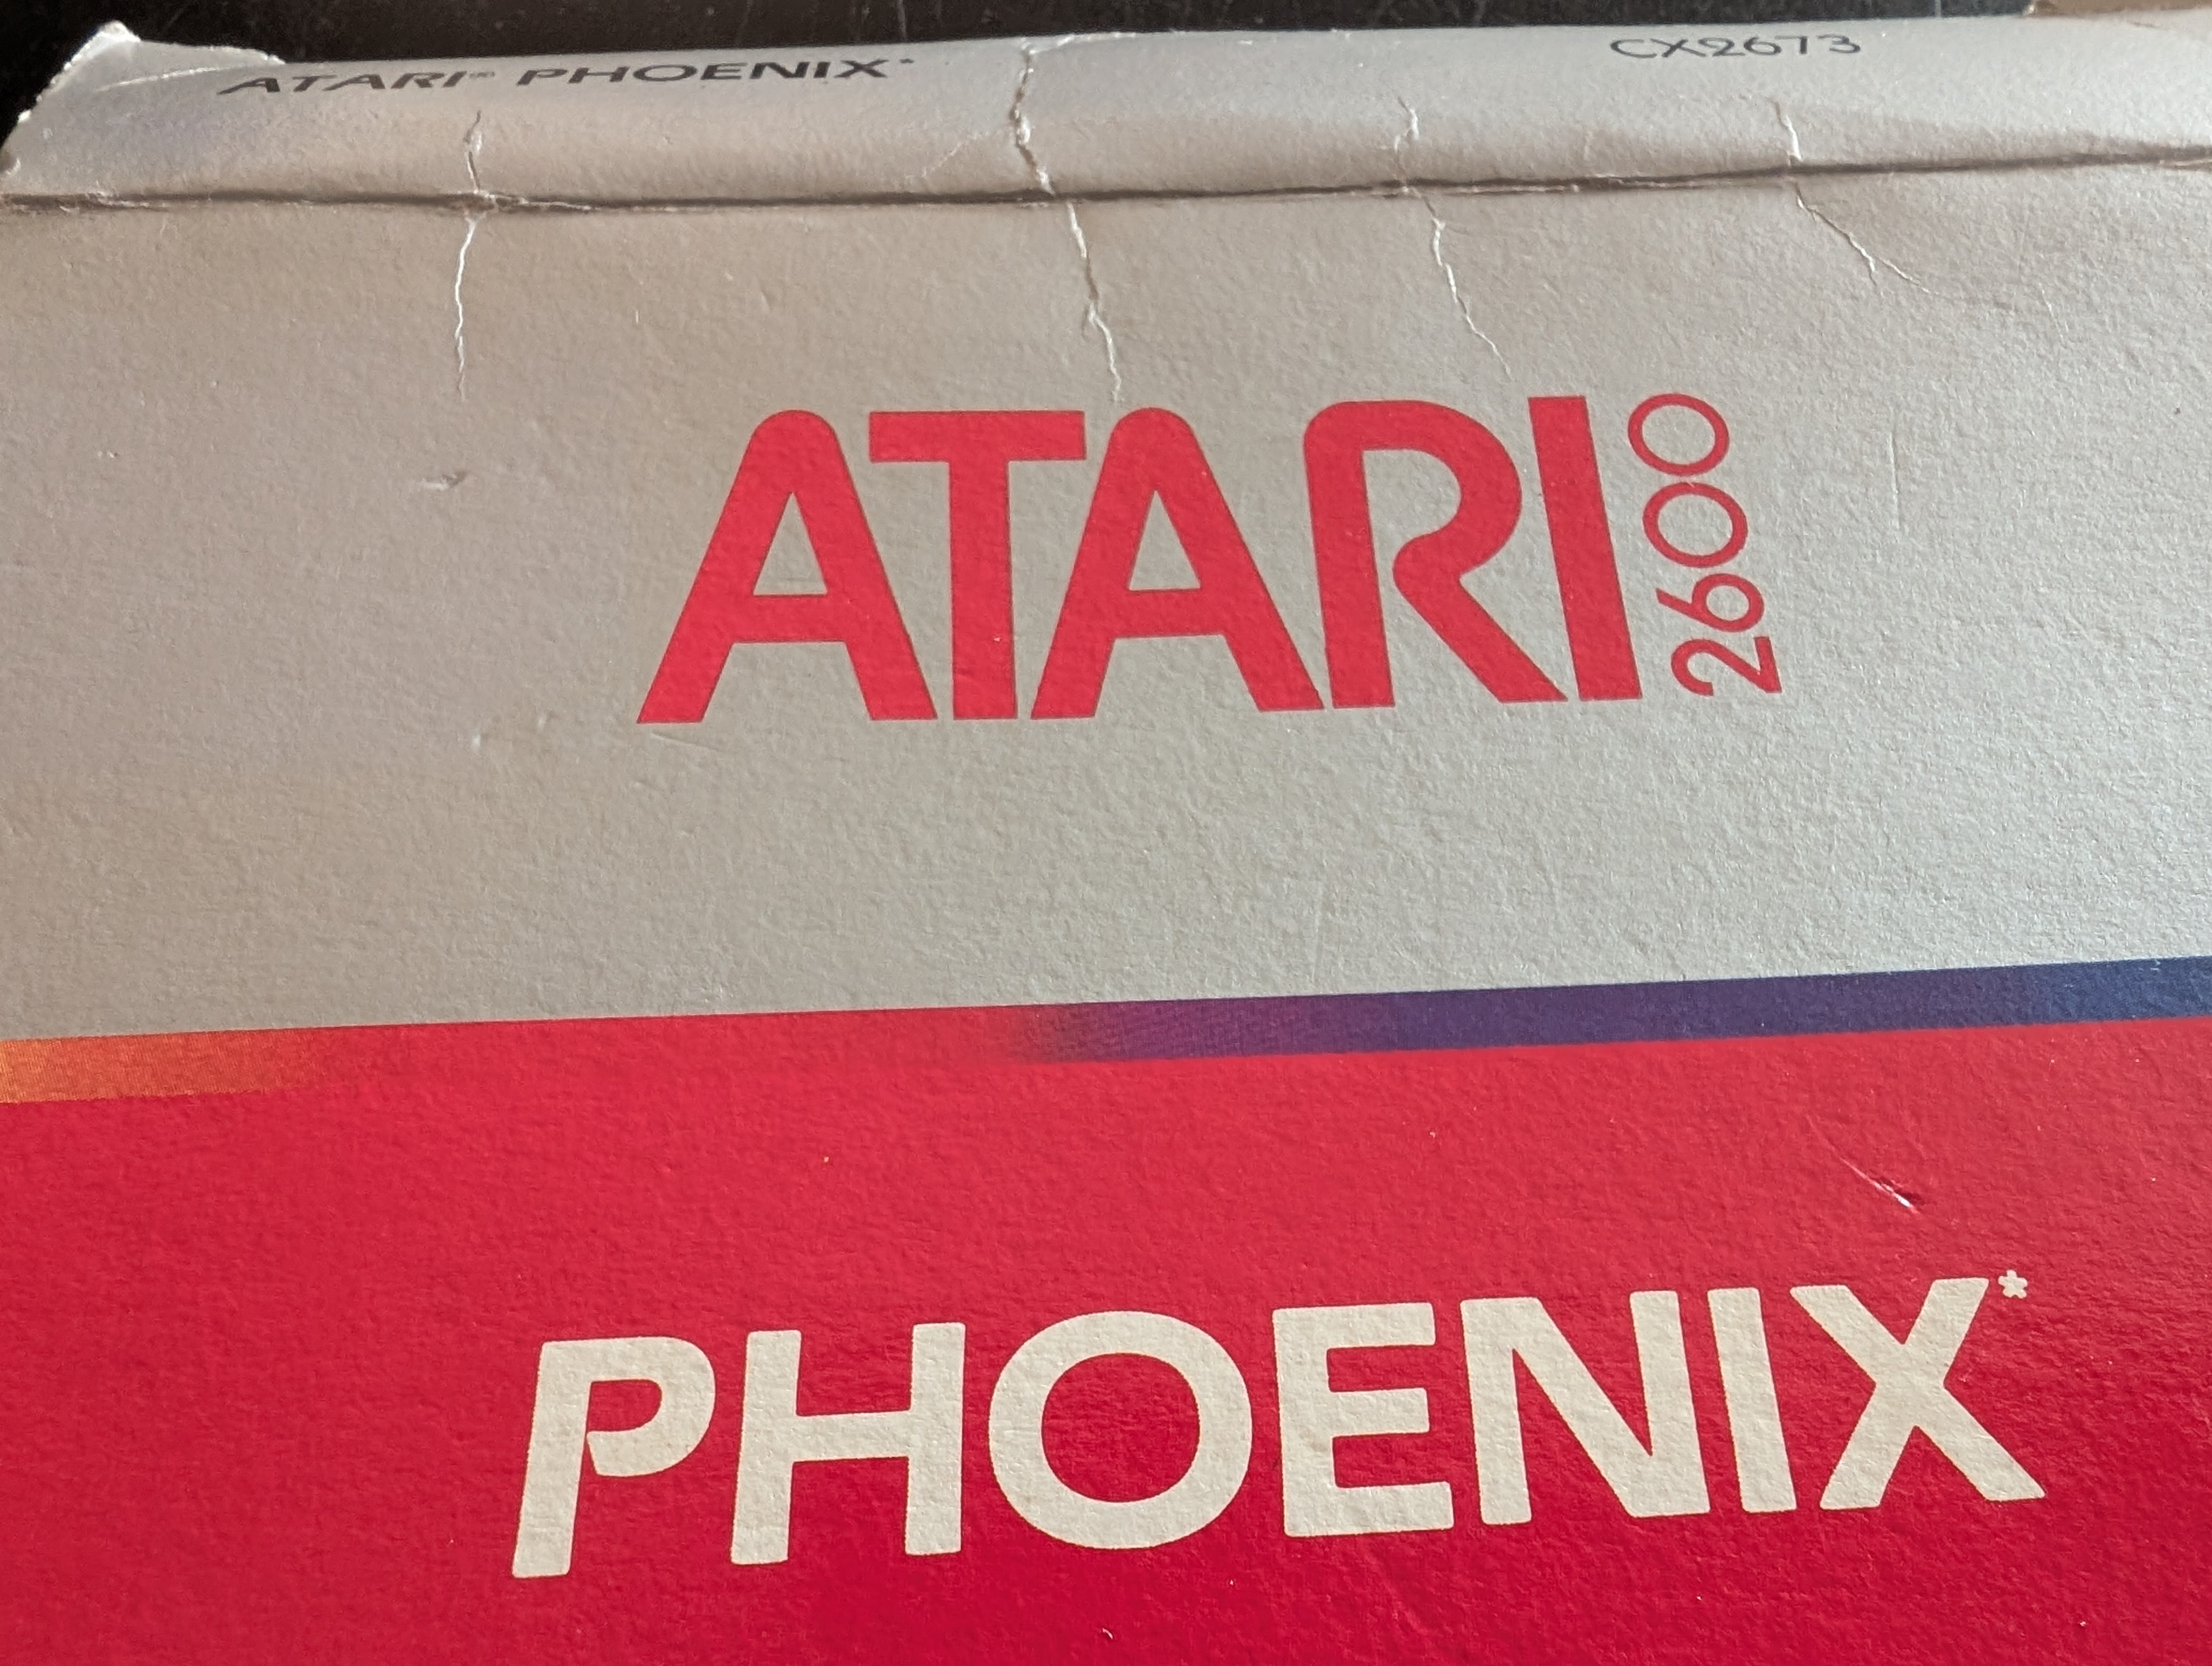 ATARI® PHOENIX*
CX2673
ATARI 2600
PHOENIX*